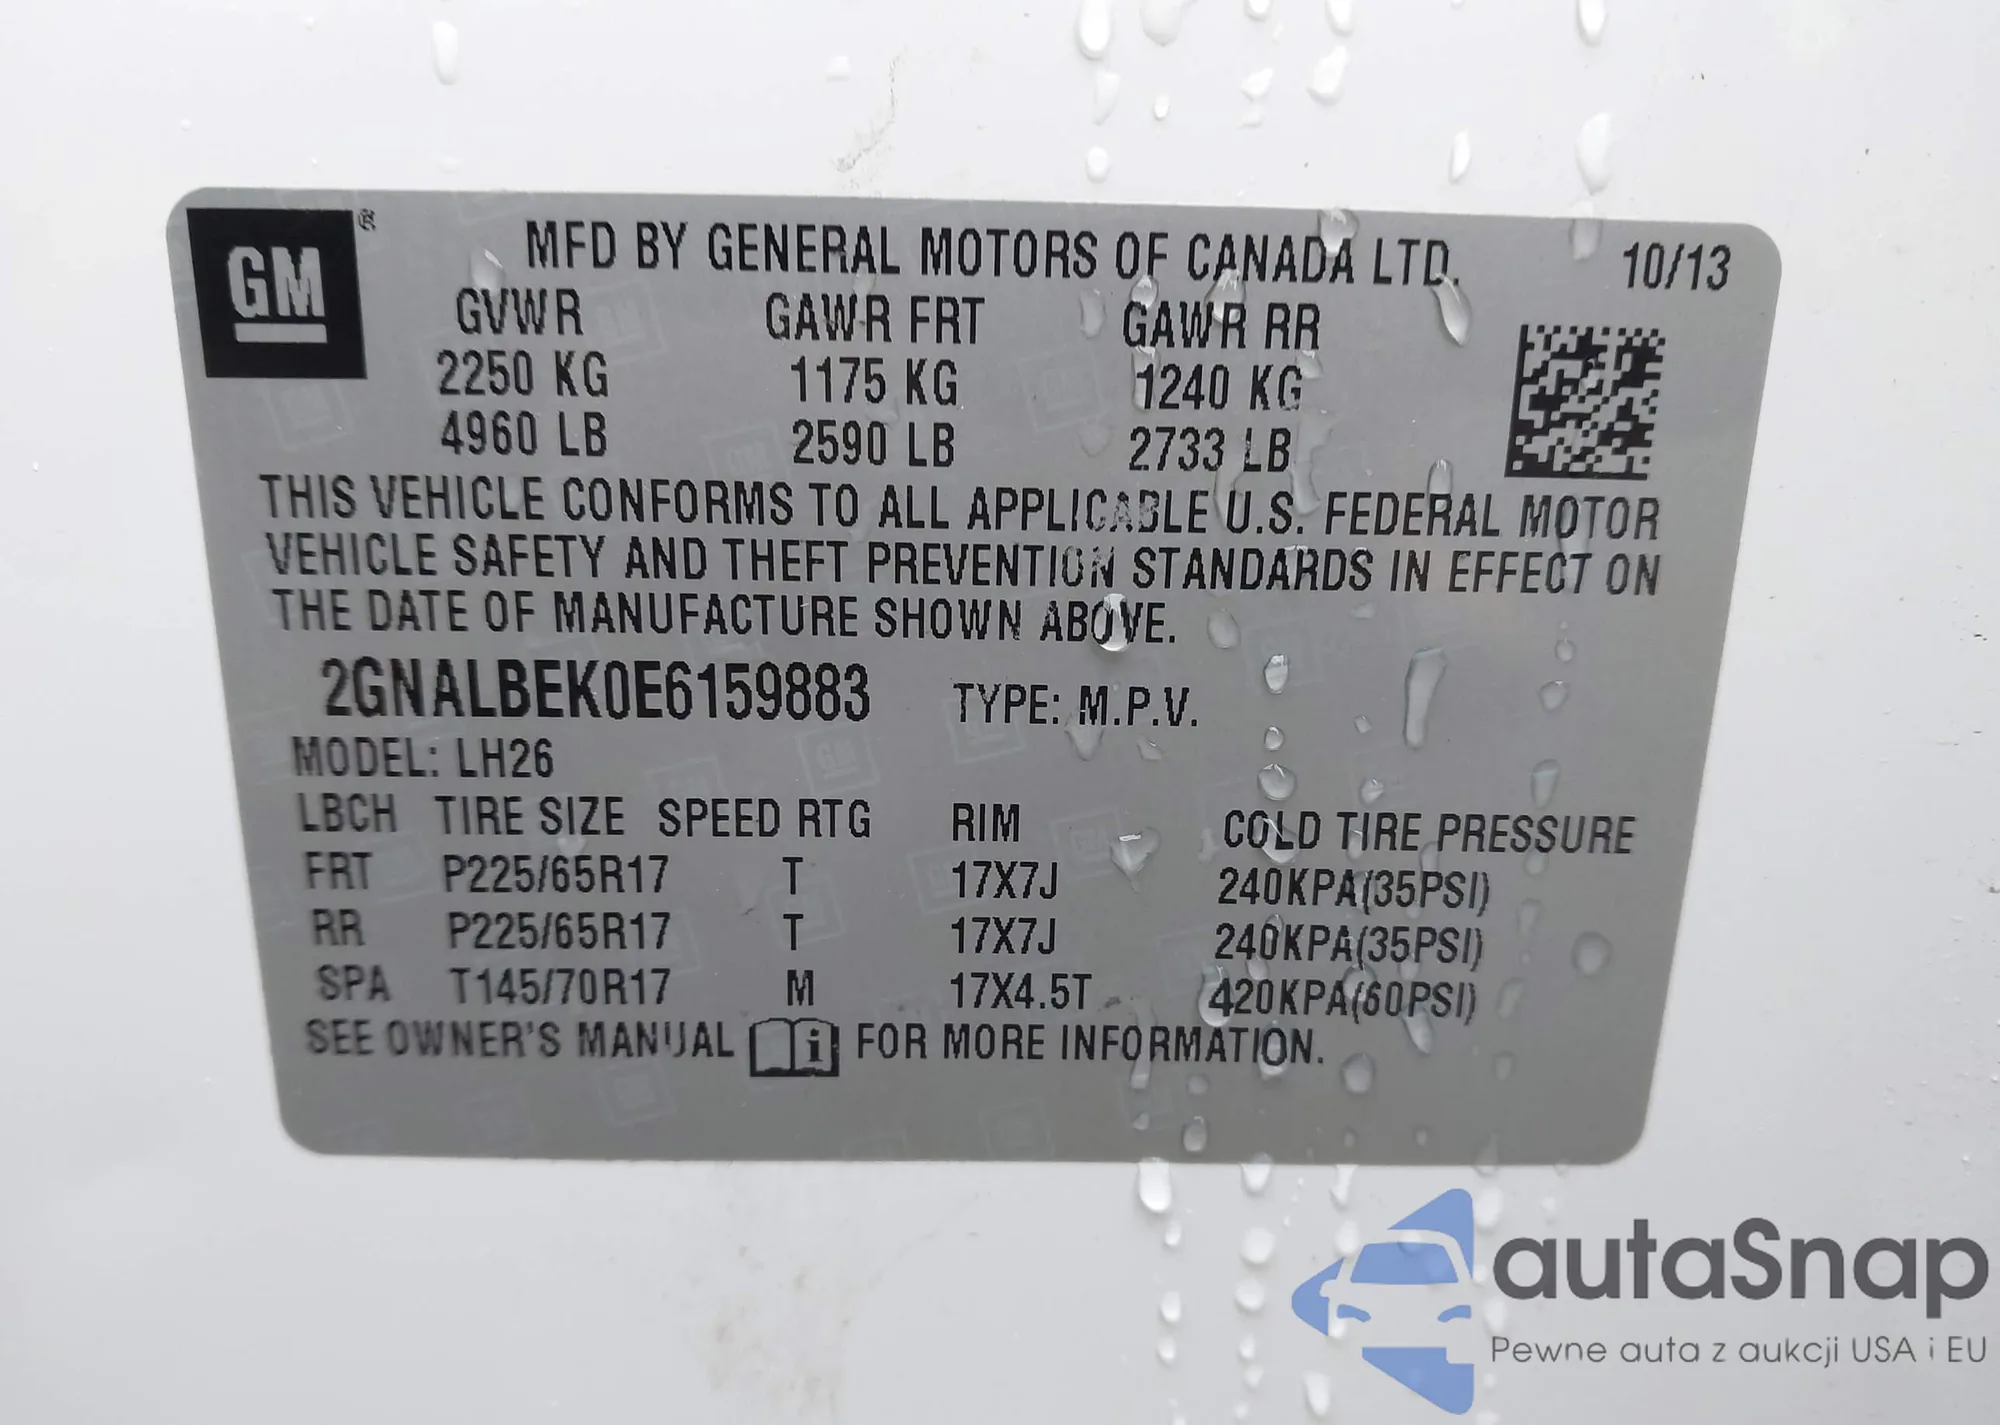 GM ®
MFD BY GENERAL MOTORS OF CANADA LTD. 10/13
GVWR GAWR FRT GAWR RR
2250 KG 1175 KG 1240 KG
4960 LB 2590 LB 2733 LB
THIS VEHICLE CONFORMS TO ALL APPLICABLE U.S. FEDERAL MOTOR
VEHICLE SAFETY AND THEFT PREVENTION STANDARDS IN EFFECT ON
THE DATE OF MANUFACTURE SHOWN ABOVE.
2GNALBEK0E6159883 TYPE: M.P.V.
MODEL: LH26
LBCH TIRE SIZE SPEED RTG RIM COLD TIRE PRESSURE
FRT P225/65R17 T 17X7J 240KPA(35PSI)
RR P225/65R17 T 17X7J 240KPA(35PSI)
SPA T145/70R17 M 17X4.5T 420KPA(60PSI)
SEE OWNER'S MANUAL i FOR MORE INFORMATION.
autaSnap
Pewne auta z aukcji USA i EU